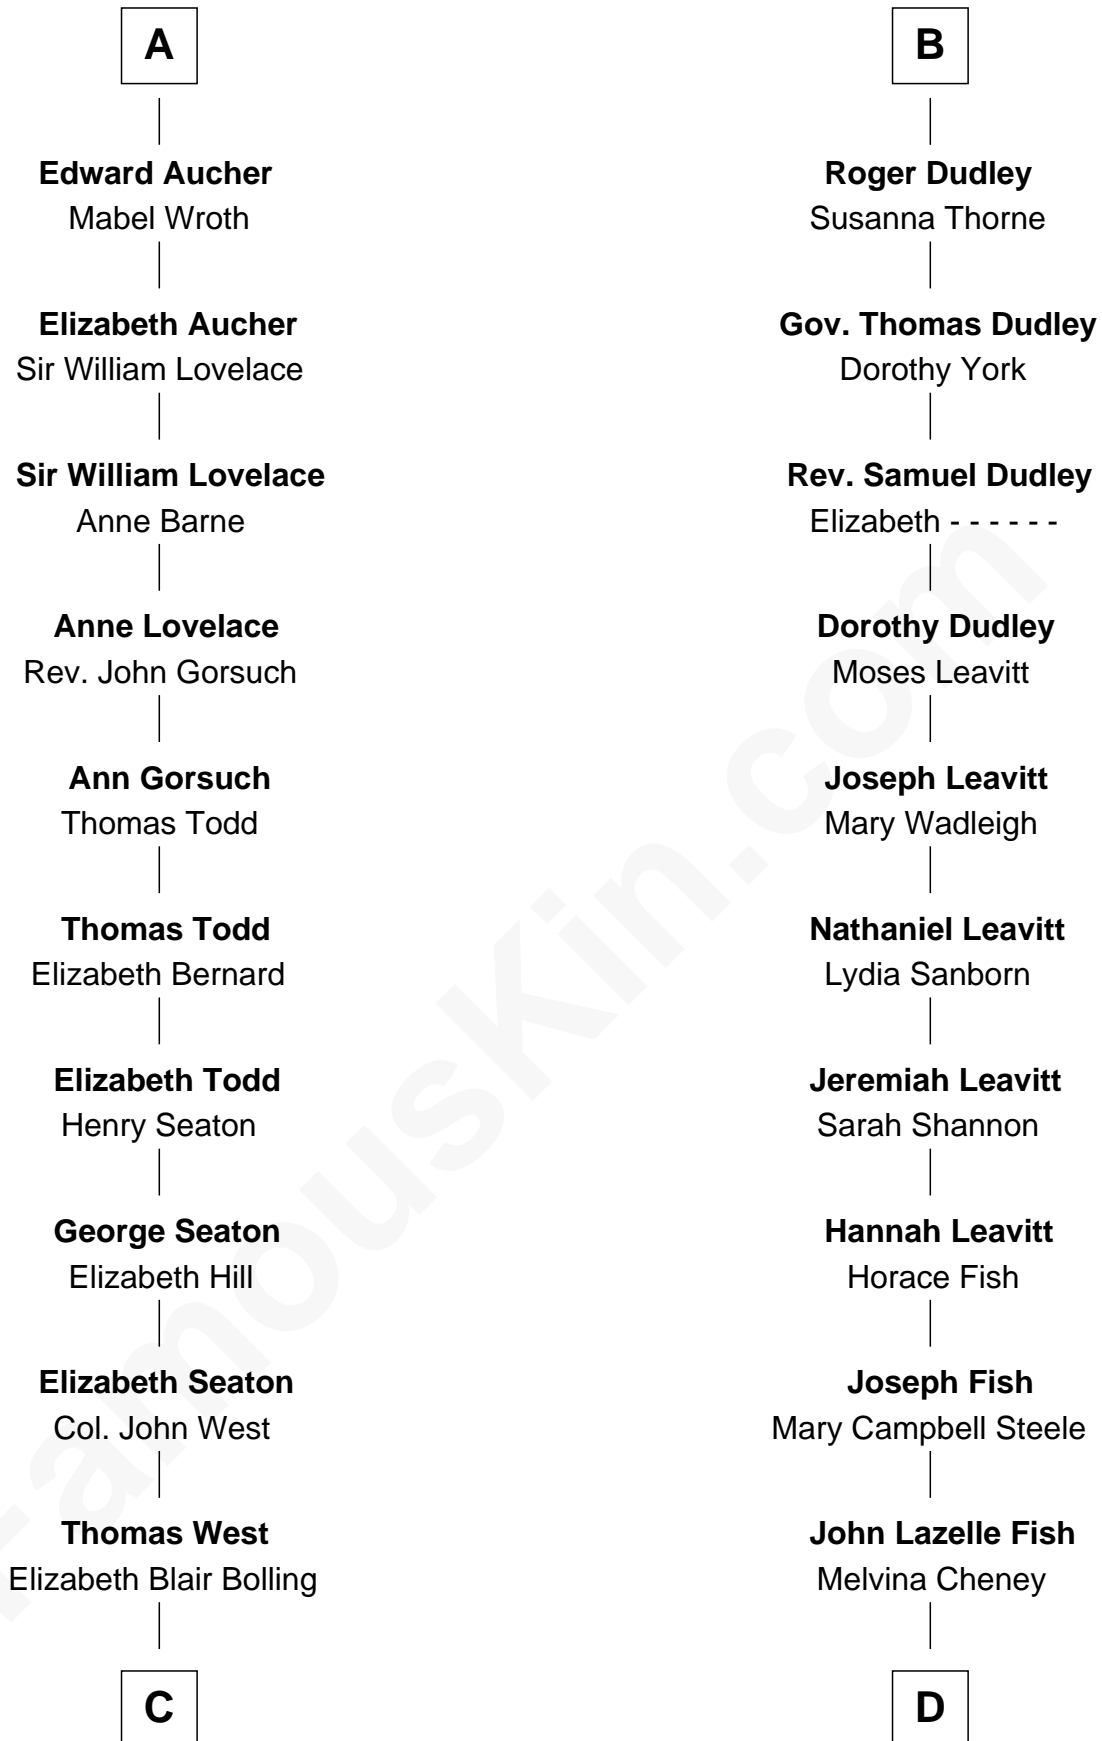 A
Edward Aucher
Mabel Wroth
Elizabeth Aucher
Sir William Lovelace
Sir William Lovelace
Anne Barne
Anne Lovelace
Rev. John Gorsuch
Ann Gorsuch
Thomas Todd
Thomas Todd
Elizabeth Bernard
Elizabeth Todd
Henry Seaton
George Seaton
Elizabeth Hill
Elizabeth Seaton
Col. John West
Thomas West
Elizabeth Blair Bolling
C
B
Roger Dudley
Susanna Thorne
Gov. Thomas Dudley
Dorothy York
Rev. Samuel Dudley
Elizabeth - - - - - -
Dorothy Dudley
Moses Leavitt
Joseph Leavitt
Mary Wadleigh
Nathaniel Leavitt
Lydia Sanborn
Jeremiah Leavitt
Sarah Shannon
Hannah Leavitt
Horace Fish
Joseph Fish
Mary Campbell Steele
John Lazelle Fish
Melvina Cheney
D
FamousKin.com